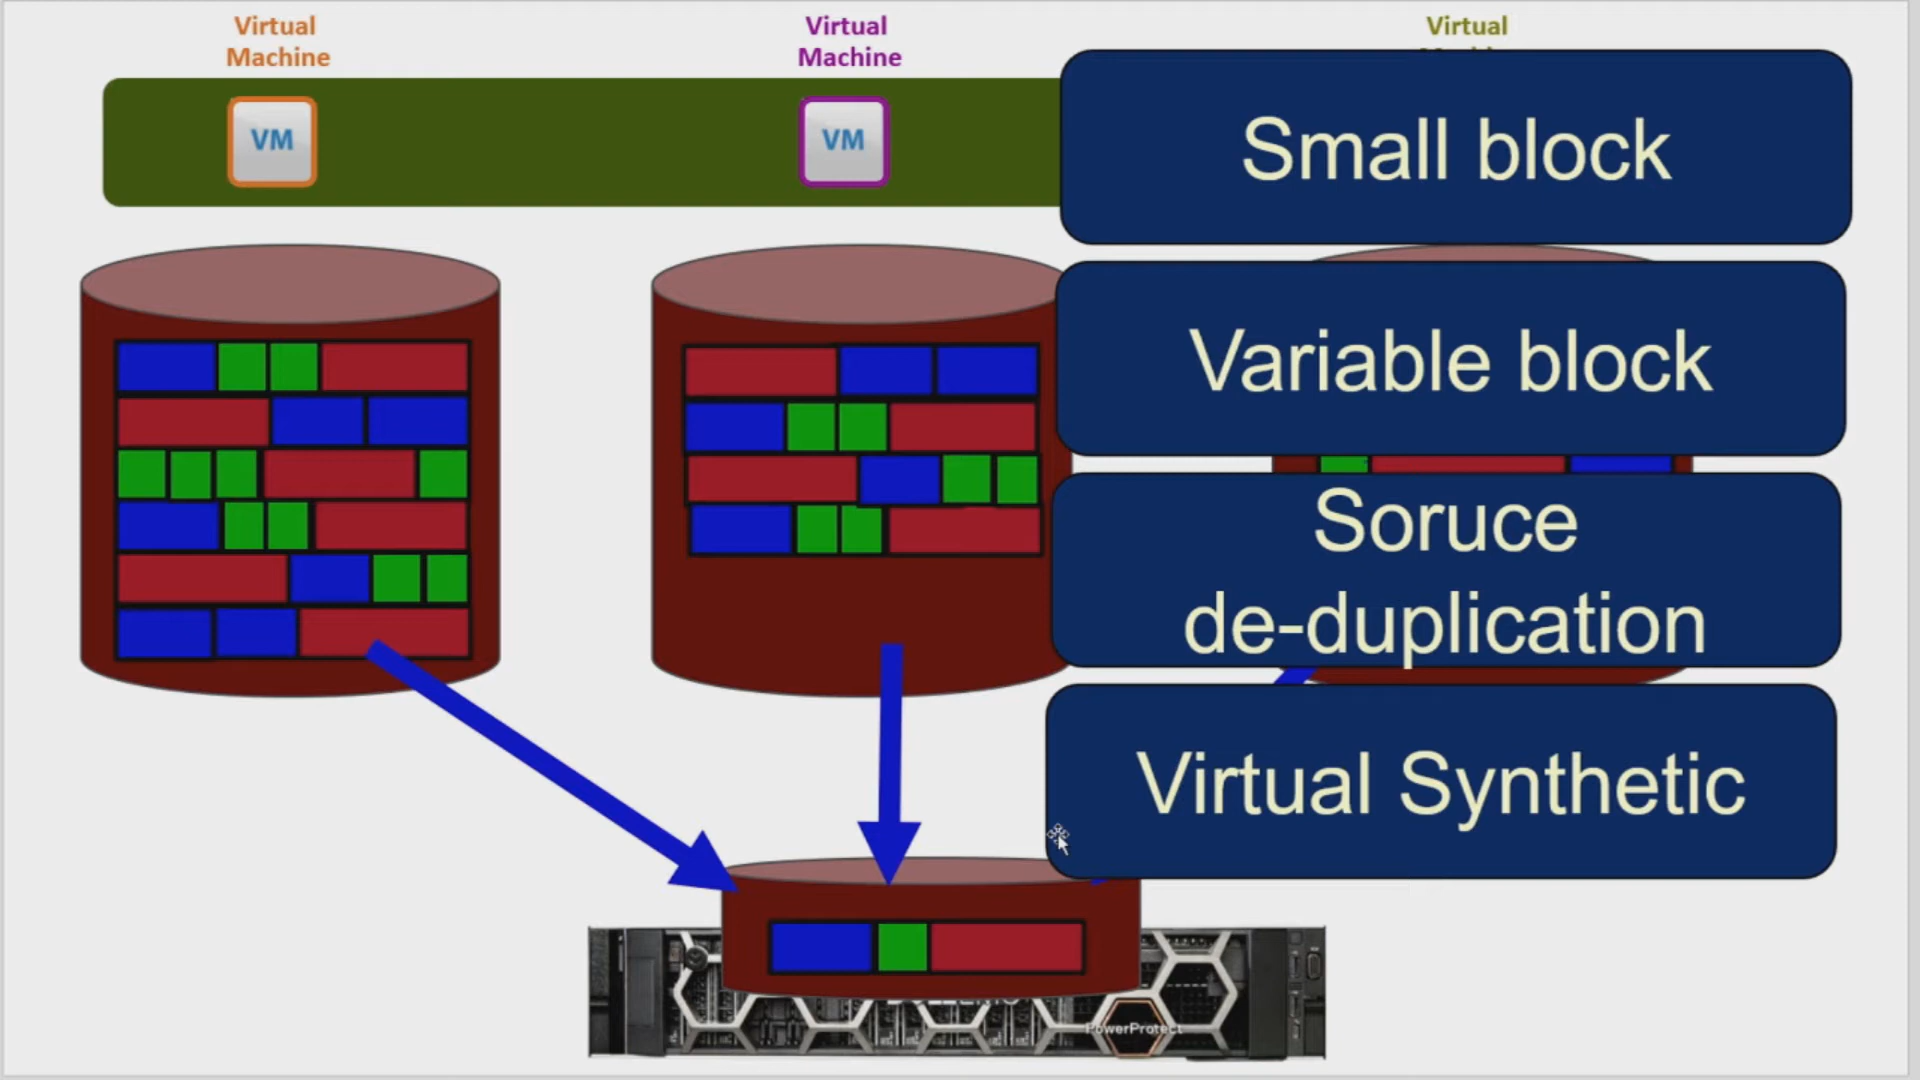 Virtual
Machine
Virtual
Machine
Virtual
VM
VM
Small block
Variable block
Soruce
de-duplication
Virtual Synthetic
PowerProtect